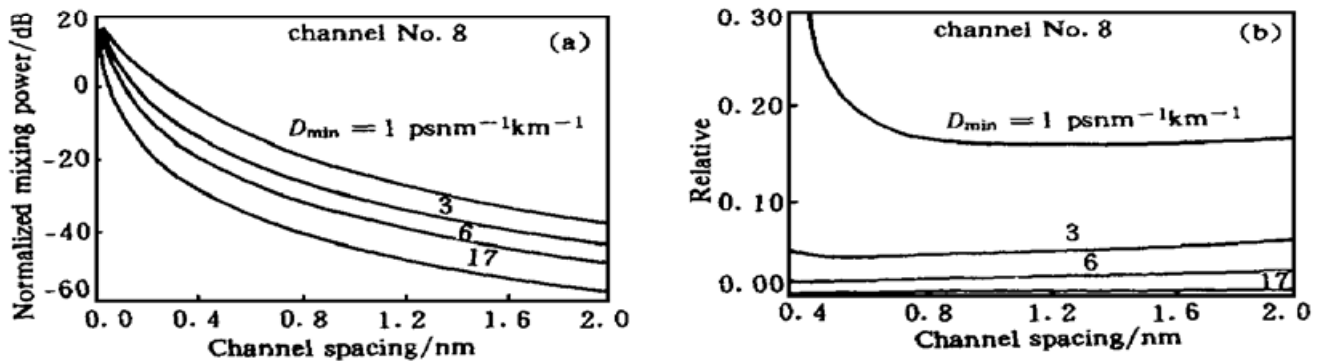 Normalized mixing power/dB
20
0
-20
-40
-60
channel No. 8
(a)
D_min = 1 psnm⁻¹km⁻¹
3
6
17
0.0 0.4 0.8 1.2 1.6 2.0
Channel spacing/nm
Relative
0.30
0.20
0.10
0.00
channel No. 8
(b)
D_min = 1 psnm⁻¹km⁻¹
3
6
17
0.4 0.8 1.2 1.6 2.0
Channel spacing/nm